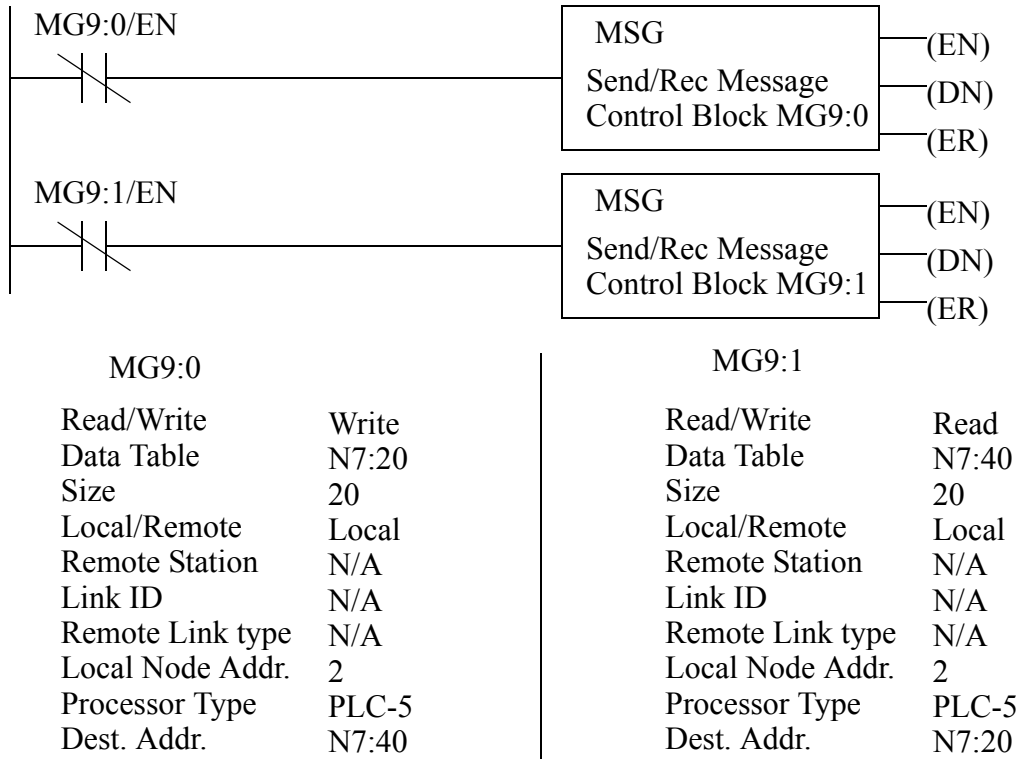 MG9:0/EN
MSG
Send/Rec Message
Control Block MG9:0
(EN)
(DN)
(ER)
MG9:1/EN
MSG
Send/Rec Message
Control Block MG9:1
(EN)
(DN)
(ER)
MG9:0
Read/Write Write
Data Table N7:20
Size 20
Local/Remote Local
Remote Station N/A
Link ID N/A
Remote Link type N/A
Local Node Addr. 2
Processor Type PLC-5
Dest. Addr. N7:40
MG9:1
Read/Write Read
Data Table N7:40
Size 20
Local/Remote Local
Remote Station N/A
Link ID N/A
Remote Link type N/A
Local Node Addr. 2
Processor Type PLC-5
Dest. Addr. N7:20